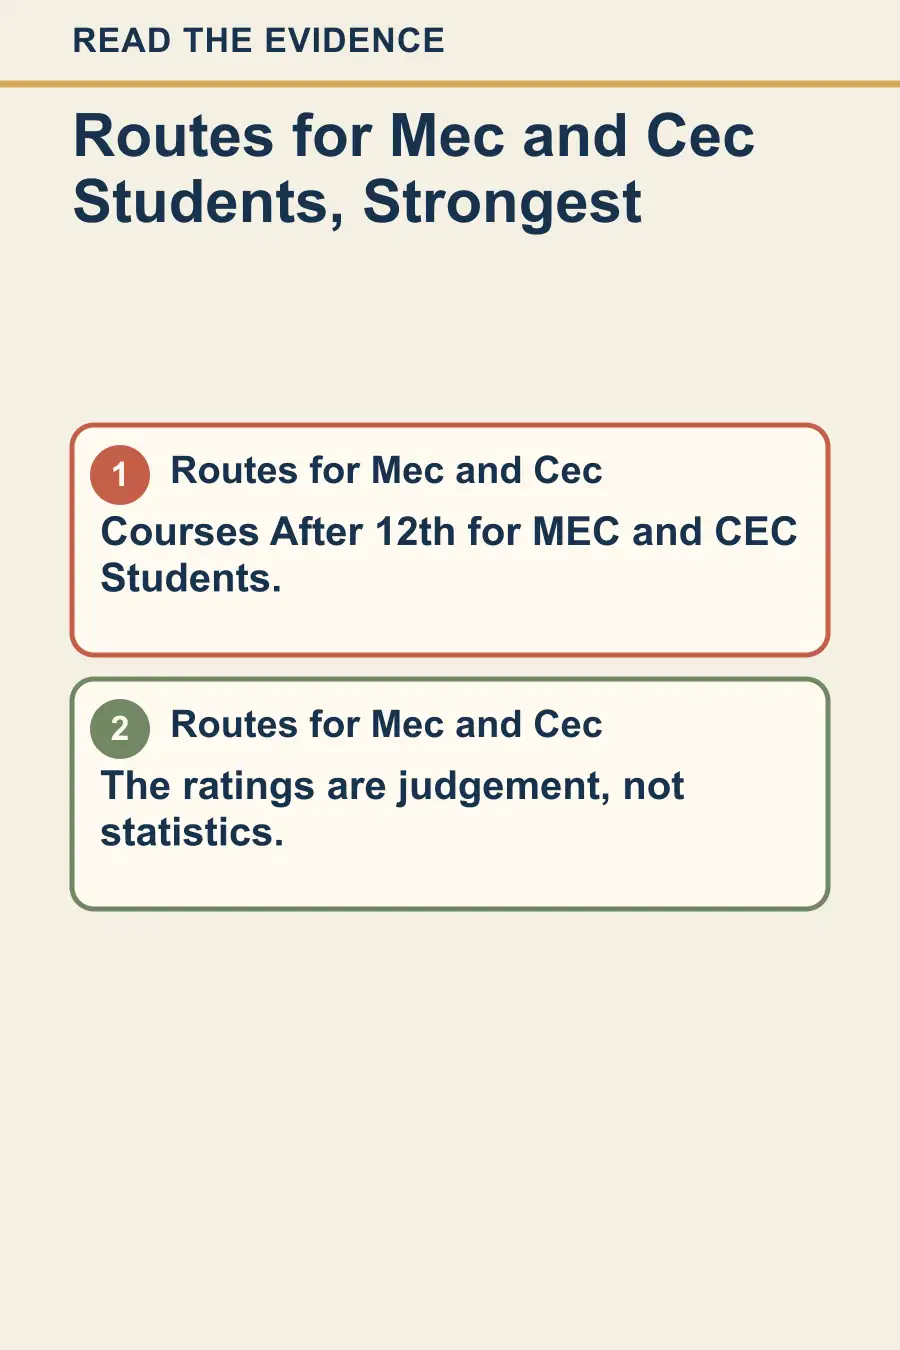 READ THE EVIDENCE
Routes for Mec and Cec
Students, Strongest
1 Routes for Mec and Cec
Courses After 12th for MEC and CEC
Students.
2 Routes for Mec and Cec
The ratings are judgement, not
statistics.